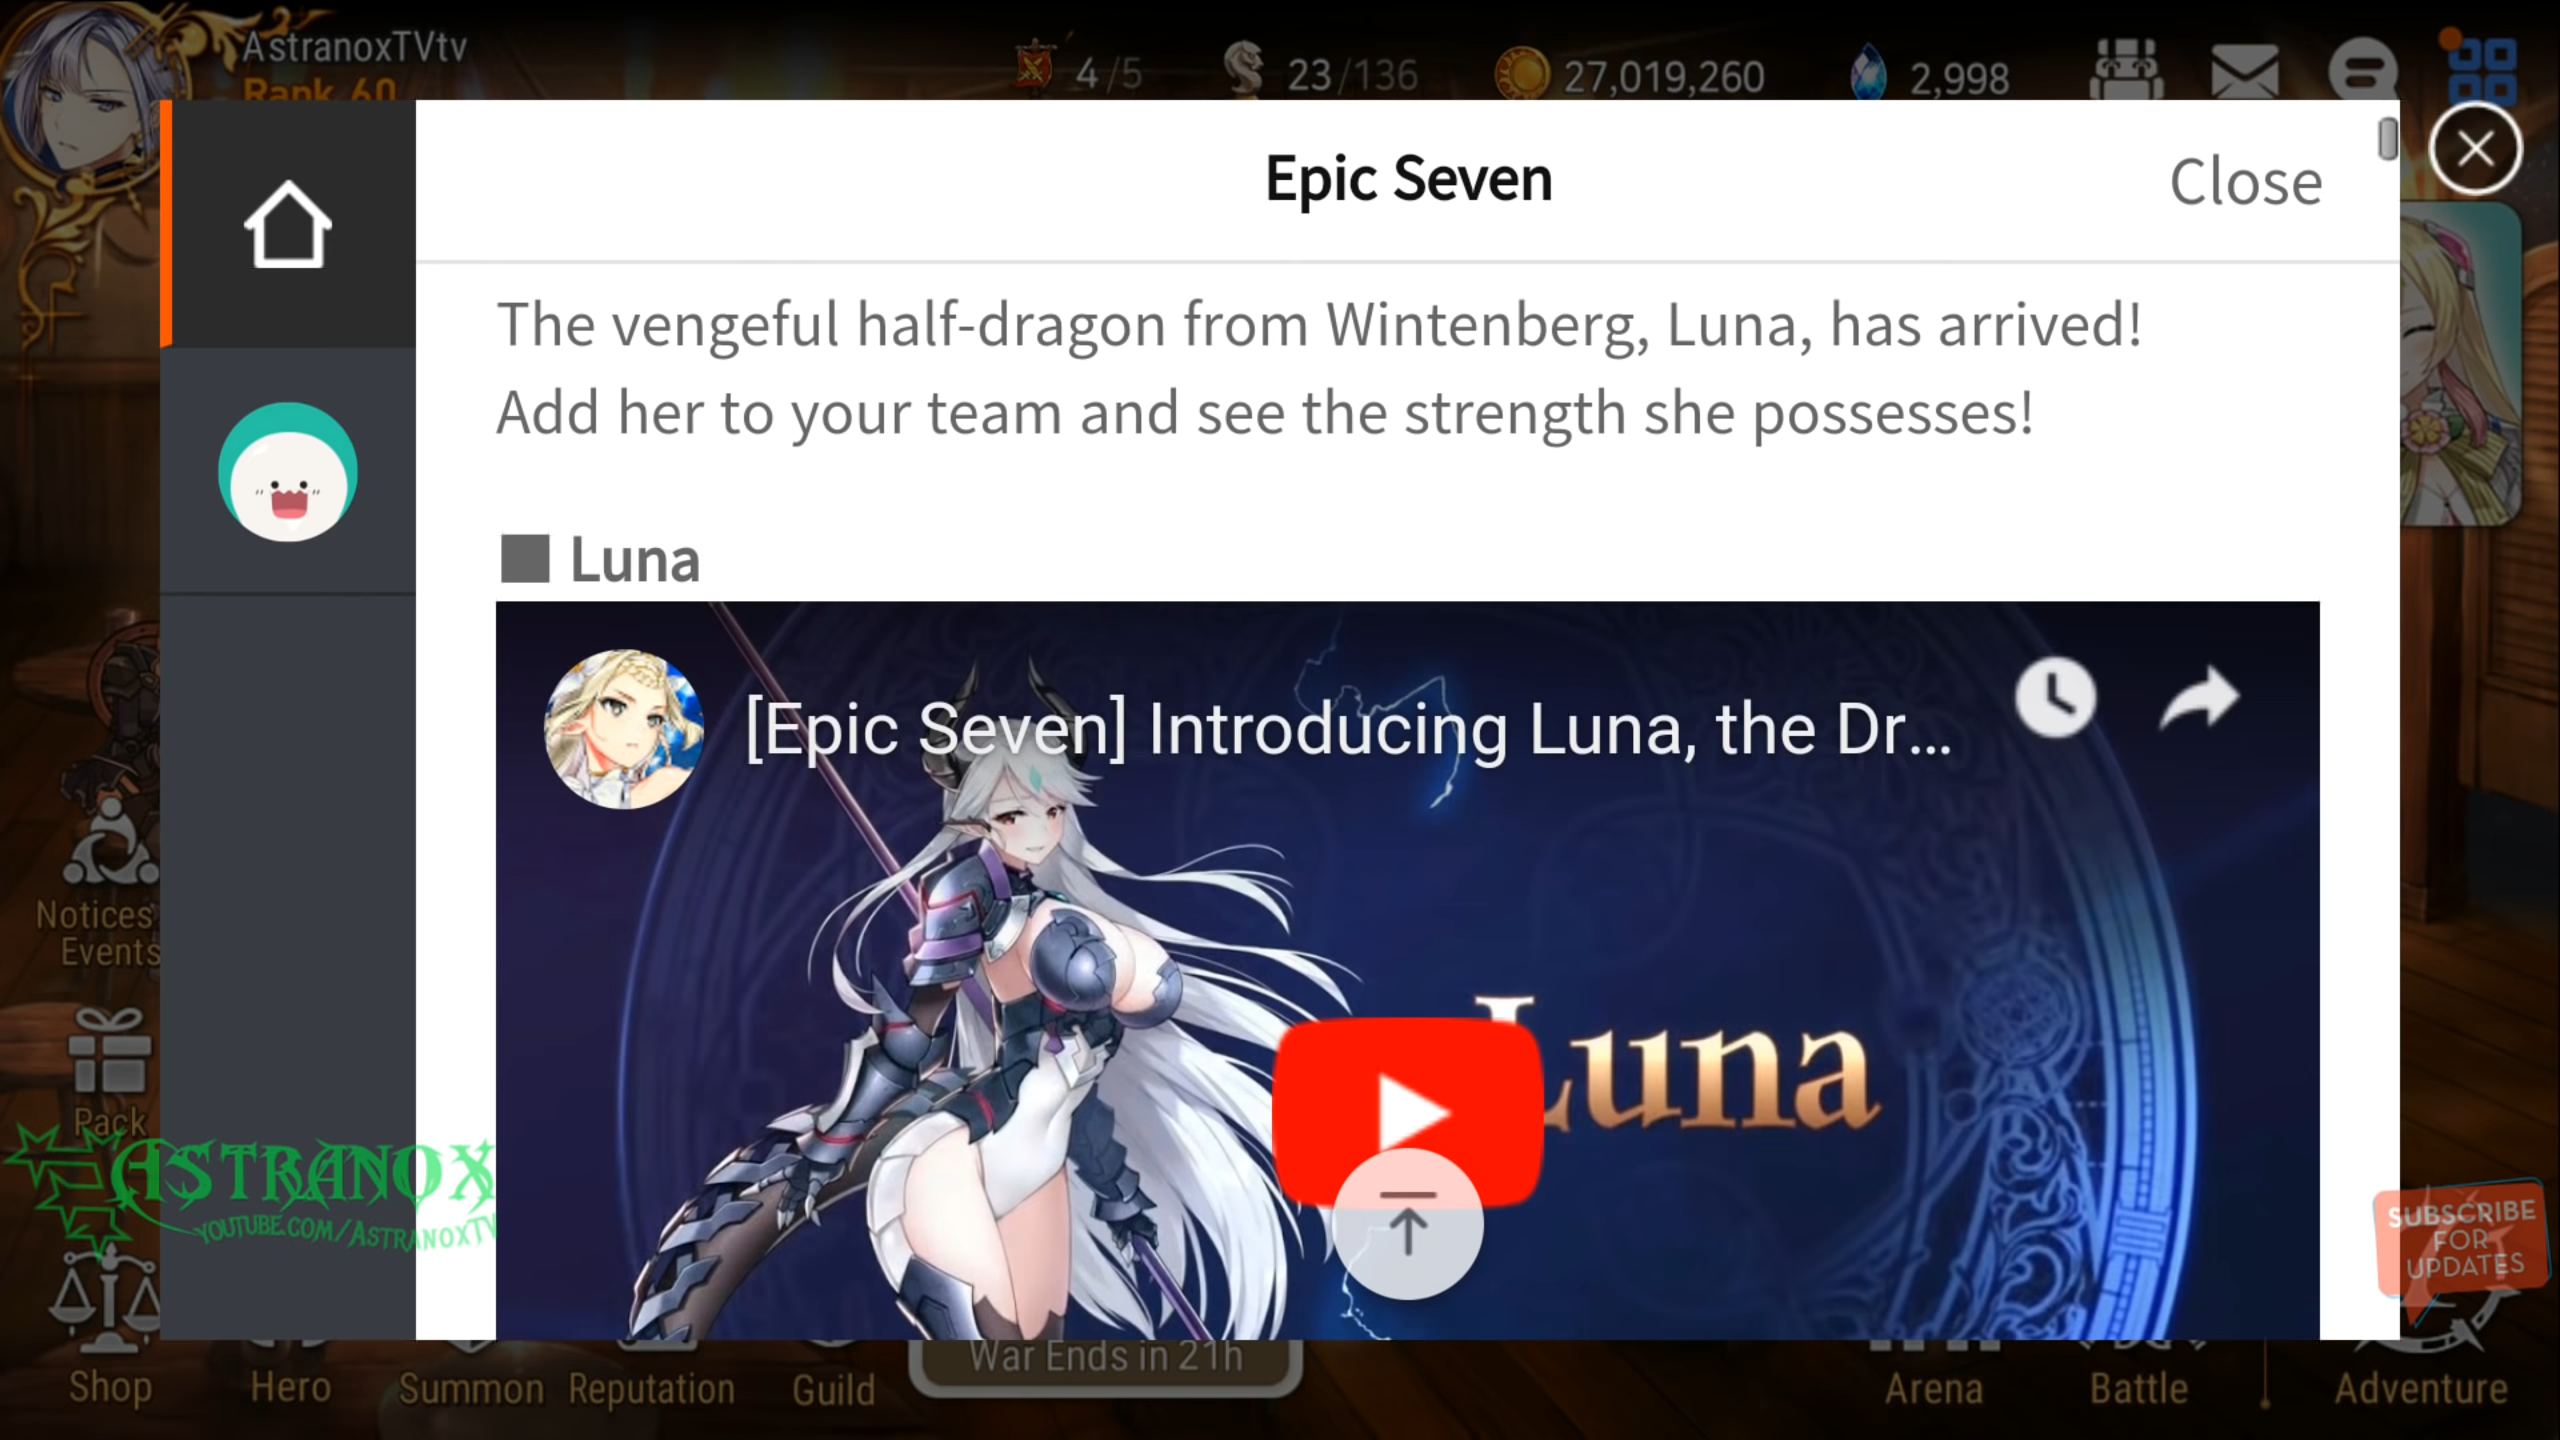 AstranoxTVtv
Rank 60
4/5
23/136
27,019,260
2,998
Epic Seven
Close
The vengeful half-dragon from Wintenberg, Luna, has arrived!
Add her to your team and see the strength she possesses!
■ Luna
[Epic Seven] Introducing Luna, the Dr...
Luna
Notices
Events
Pack
ASTRANOX
YOUTUBE.COM/ASTRANOXTV
SUBSCRIBE
FOR
UPDATES
War Ends in 21h
Shop
Hero
Summon
Reputation
Guild
Arena
Battle
Adventure